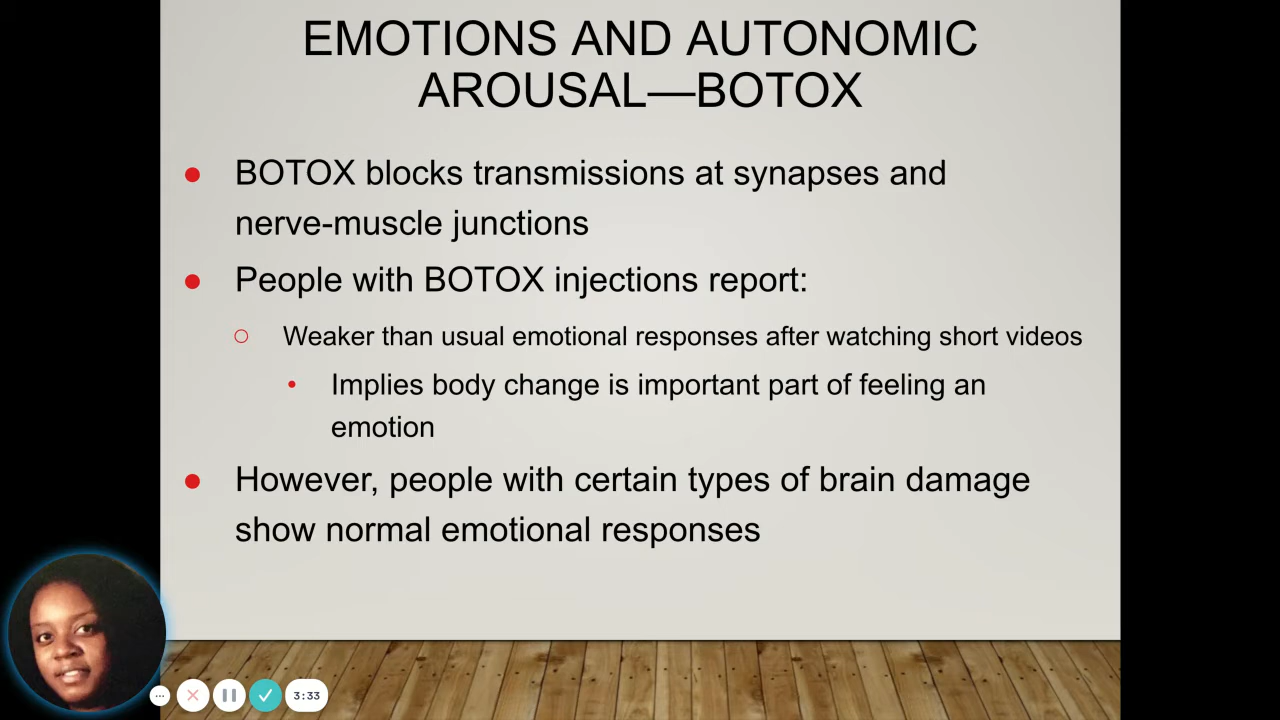 EMOTIONS AND AUTONOMIC
AROUSAL—BOTOX
BOTOX blocks transmissions at synapses and
nerve-muscle junctions
People with BOTOX injections report:
Weaker than usual emotional responses after watching short videos
Implies body change is important part of feeling an
emotion
However, people with certain types of brain damage
show normal emotional responses
3:33